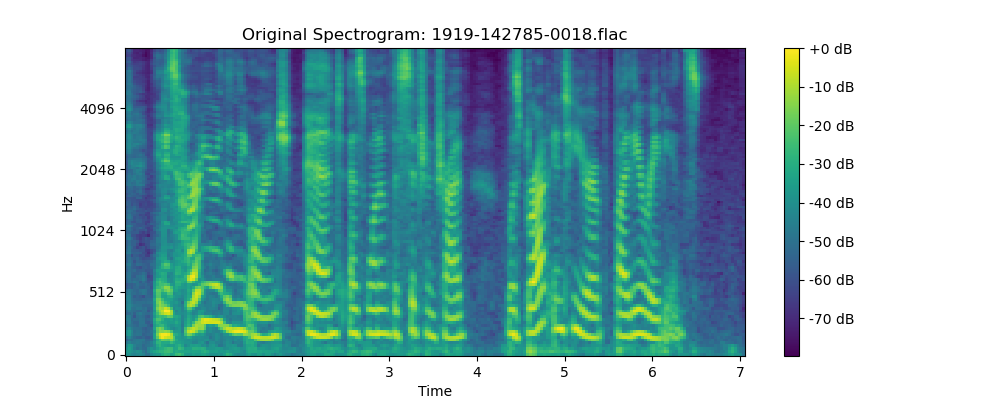 Original Spectrogram: 1919-142785-0018.flac
Hz
4096
2048
1024
512
0
0 1 2 3 4 5 6 7
Time
+0 dB
-10 dB
-20 dB
-30 dB
-40 dB
-50 dB
-60 dB
-70 dB